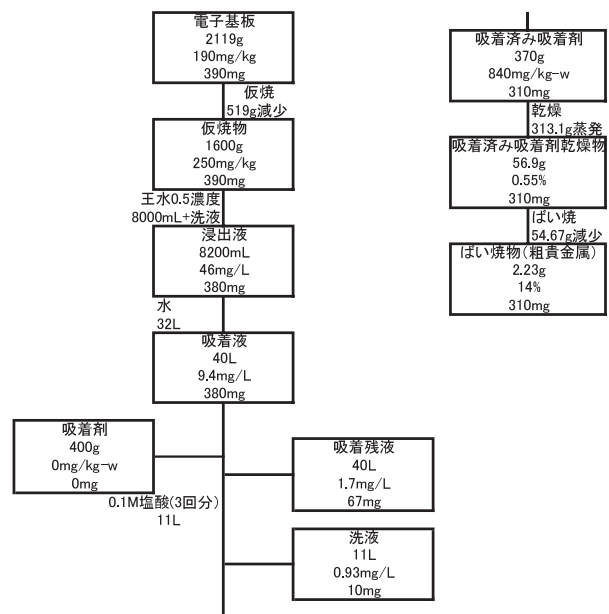 電子基板
2119g
190mg/kg
390mg
仮焼
519g減少
仮焼物
1600g
250mg/kg
390mg
王水0.5濃度
8000mL+洗液
浸出液
8200mL
46mg/L
380mg
水
32L
吸着液
40L
9.4mg/L
380mg
吸着剤
400g
0mg/kg-w
0mg
0.1M塩酸(3回分)
11L
吸着残液
40L
1.7mg/L
67mg
洗液
11L
0.93mg/L
10mg
吸着済み吸着剤
370g
840mg/kg-w
310mg
乾燥
313.1g蒸発
吸着済み吸着剤乾燥物
56.9g
0.55%
310mg
ばい焼
54.67g減少
ばい焼物(粗貴金属)
2.23g
14%
310mg